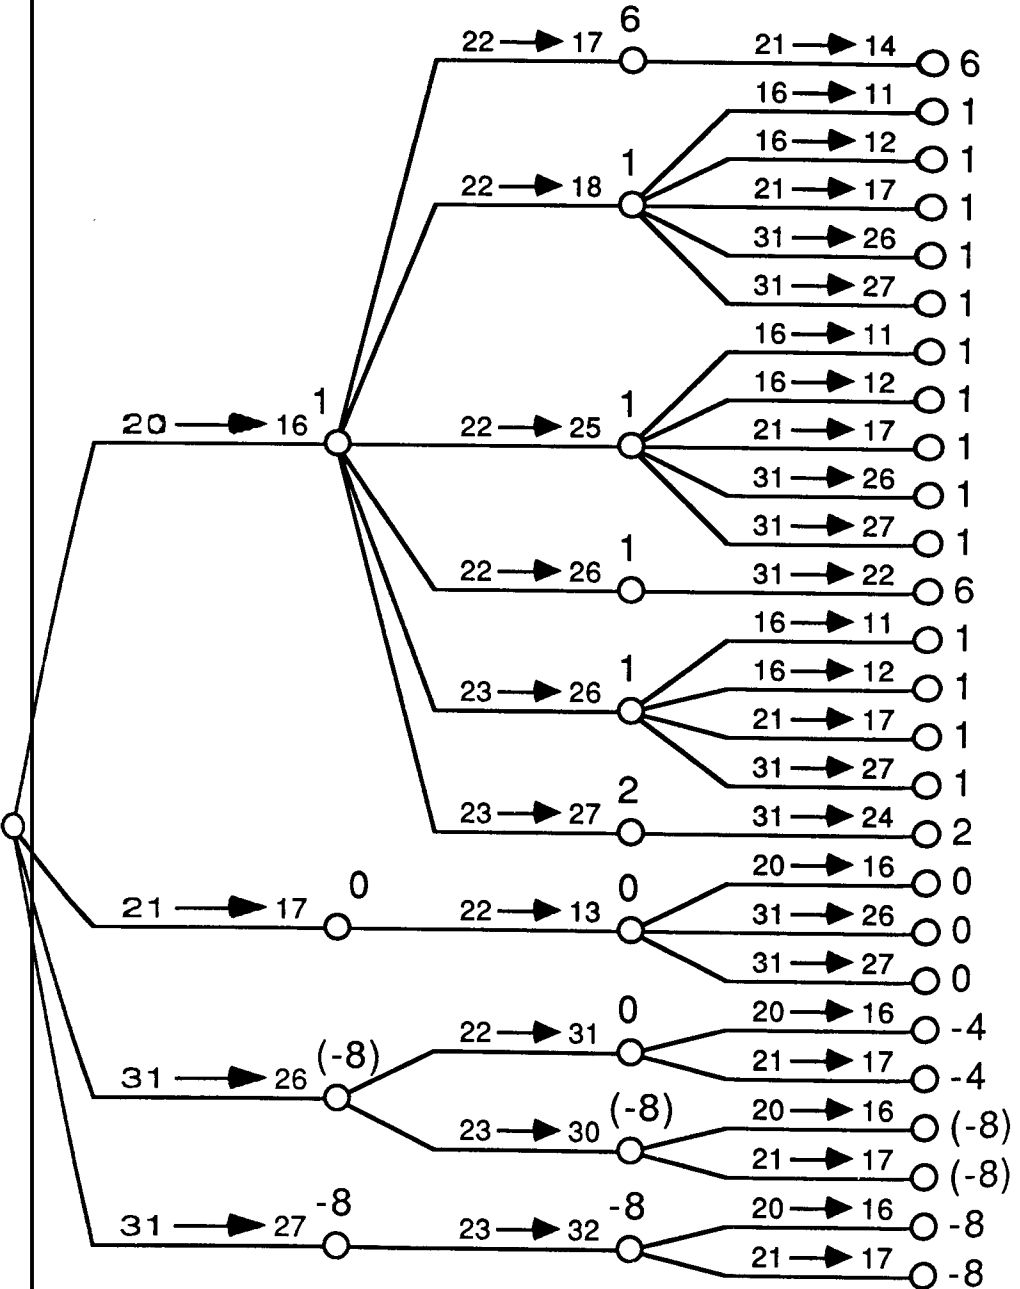 6
22 → 17
21 → 14
6
16 → 11
1
16 → 12
1
1
22 → 18
21 → 17
1
31 → 26
1
31 → 27
1
16 → 11
1
16 → 12
1
1
1
20 → 16
22 → 25
21 → 17
1
31 → 26
1
31 → 27
1
1
22 → 26
31 → 22
6
16 → 11
1
1
16 → 12
1
23 → 26
21 → 17
1
31 → 27
1
2
23 → 27
31 → 24
2
20 → 16
0
0
0
21 → 17
22 → 13
31 → 26
0
31 → 27
0
0
20 → 16
-4
(-8)
22 → 31
21 → 17
-4
31 → 26
(-8)
20 → 16
(-8)
23 → 30
21 → 17
(-8)
-8
-8
20 → 16
-8
31 → 27
23 → 32
21 → 17
-8